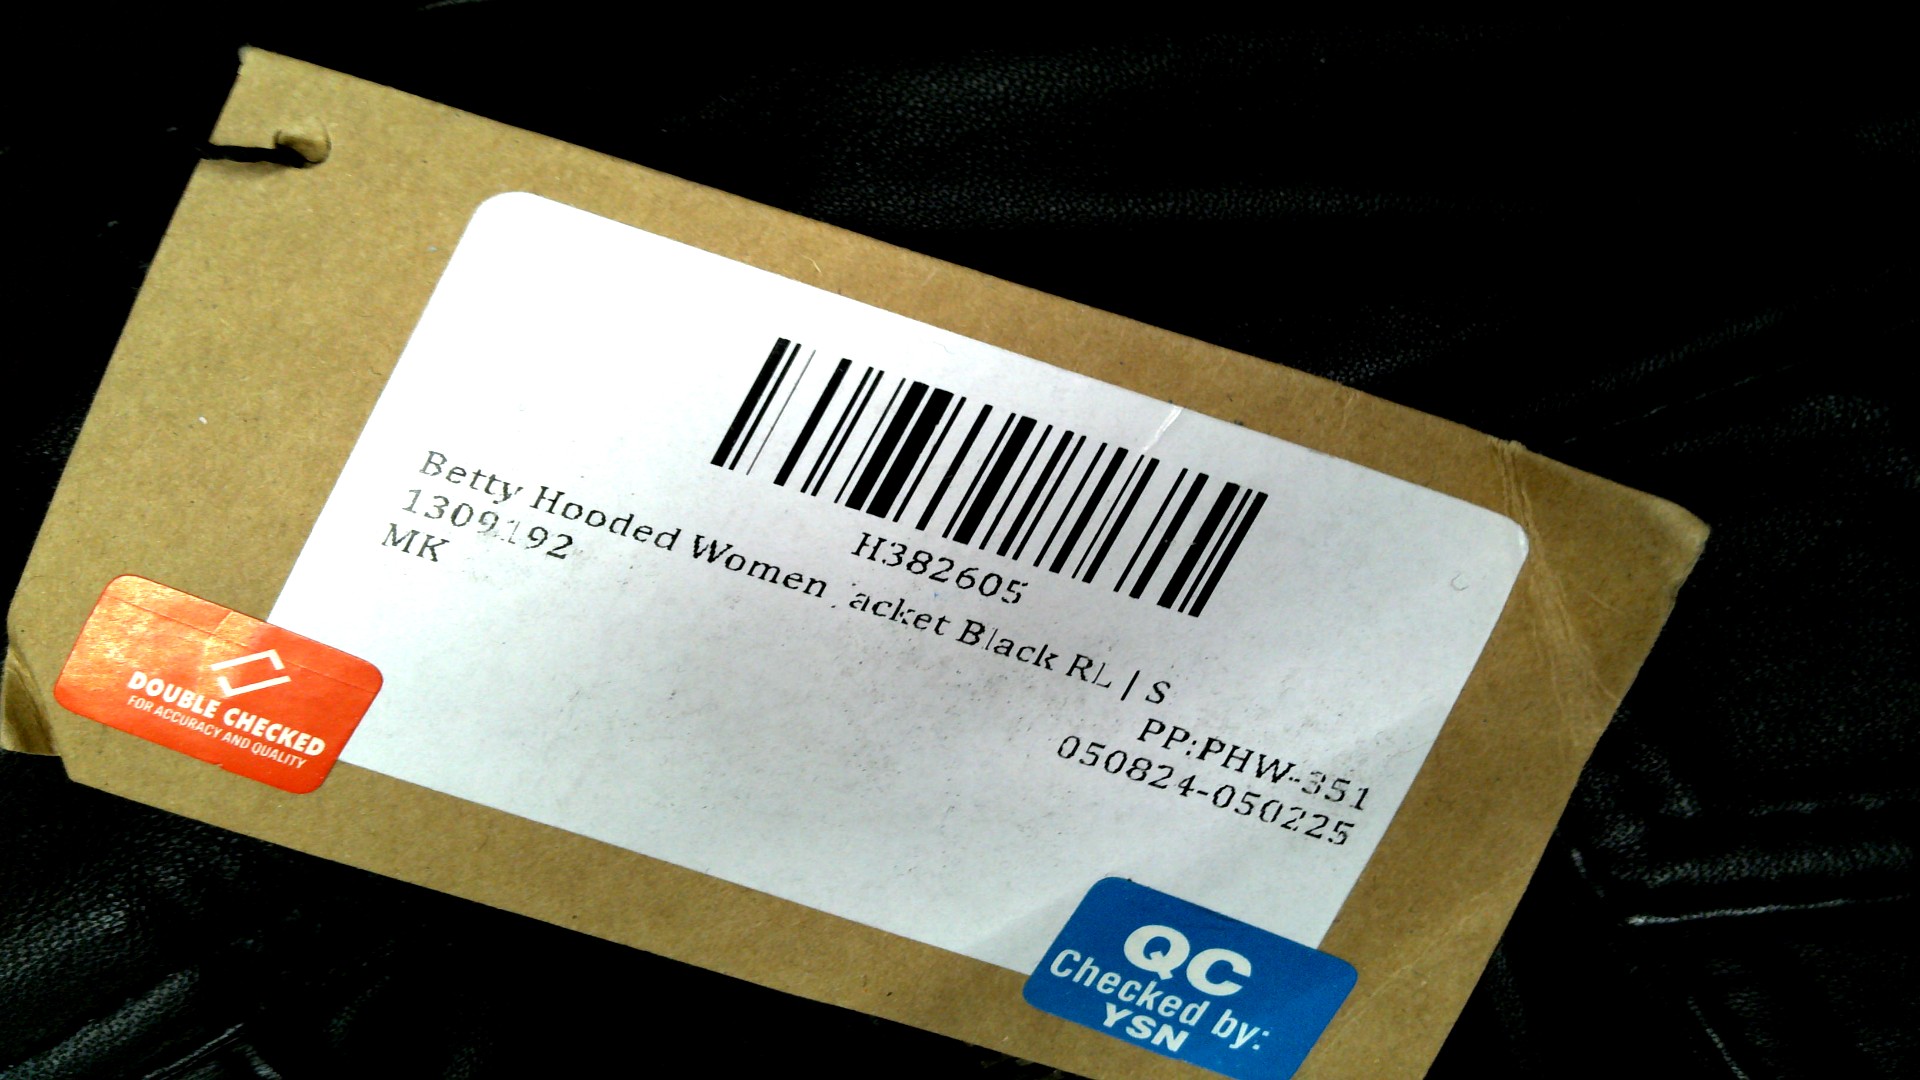 H382605
Betty Hooded Women Jacket Black RL | S
1309192
MK
PP:PHW-351
050824-050225
DOUBLE CHECKED
FOR ACCURACY AND QUALITY
QC
Checked by:
YSN